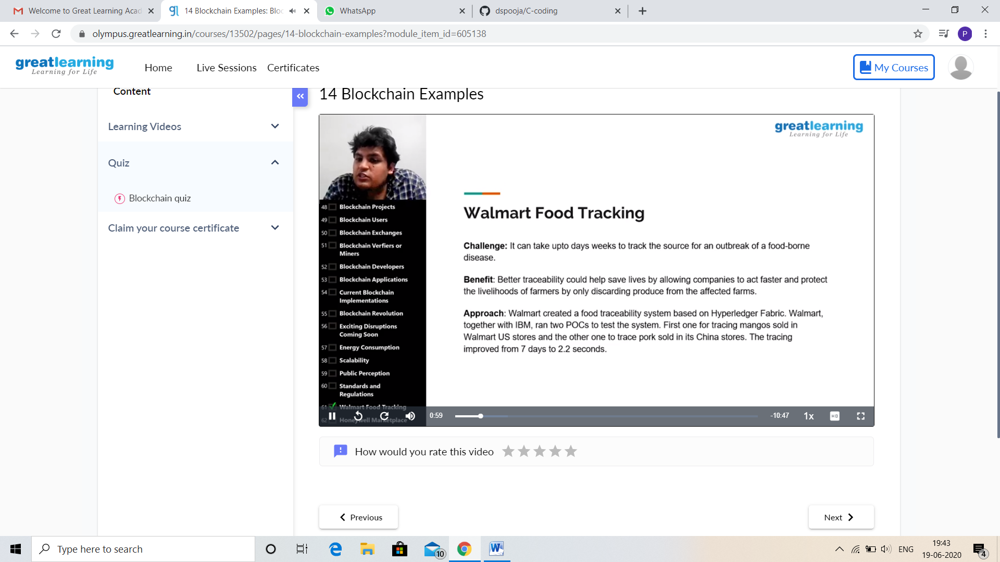 Welcome to Great Learning Acad
14 Blockchain Examples: Bloc
WhatsApp
dspooja/C-coding
olympus.greatlearning.in/courses/13502/pages/14-blockchain-examples?module_item_id=605138
P
greatlearning
Learning for Life
Home
Live Sessions
Certificates
My Courses
Content
Learning Videos
Quiz
Blockchain quiz
Claim your course certificate
14 Blockchain Examples
greatlearning
Learning for Life
48 Blockchain Projects
49 Blockchain Users
50 Blockchain Exchanges
51 Blockchain Verfiers or
Miners
52 Blockchain Developers
53 Blockchain Applications
54 Current Blockchain
Implementations
55 Blockchain Revolution
56 Exciting Disruptions
Coming Soon
57 Energy Consumption
58 Scalability
59 Public Perception
60 Standards and
Regulations
61 Walmart Food Tracking
62 Honeywell Marketplace
Walmart Food Tracking
Challenge: It can take upto days weeks to track the source for an outbreak of a food-borne
disease.
Benefit: Better traceability could help save lives by allowing companies to act faster and protect
the livelihoods of farmers by only discarding produce from the affected farms.
Approach: Walmart created a food traceability system based on Hyperledger Fabric. Walmart,
together with IBM, ran two POCs to test the system. First one for tracing mangos sold in
Walmart US stores and the other one to trace pork sold in its China stores. The tracing
improved from 7 days to 2.2 seconds.
0:59
-10:47
1x
HD
How would you rate this video
Previous
Next
Type here to search
10
ENG
19:43
19-06-2020
4